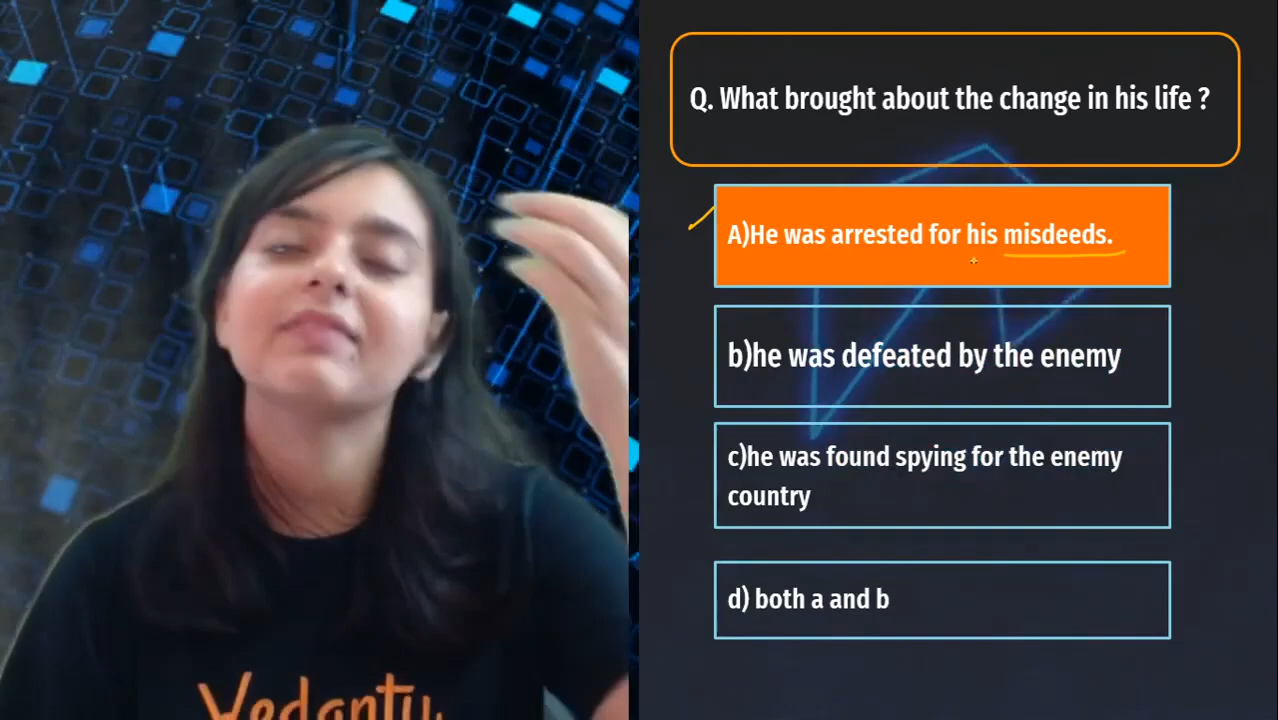 Q. What brought about the change in his life ?
A)He was arrested for his misdeeds.
b)he was defeated by the enemy
c)he was found spying for the enemy
country
d) both a and b
Vedantu